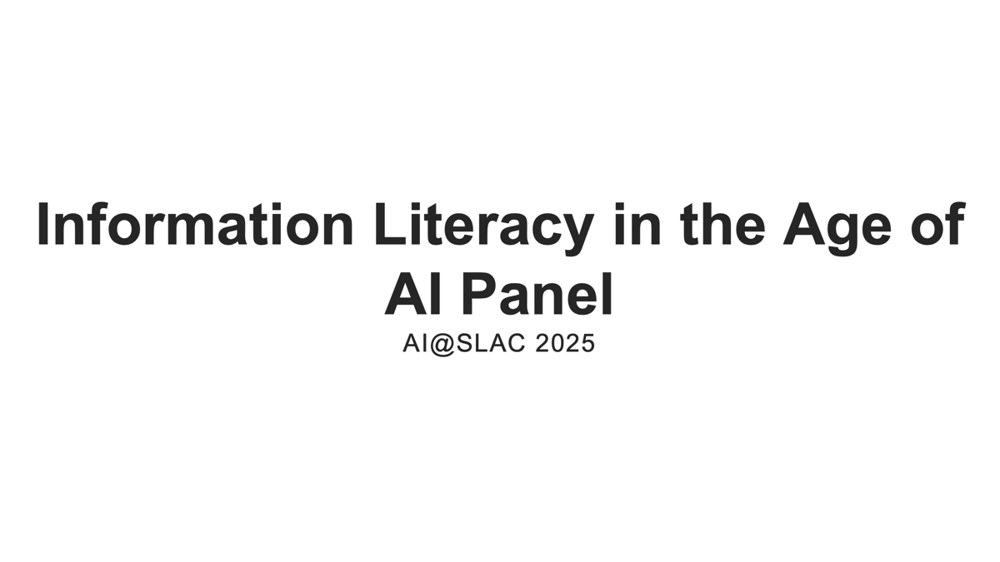 Information Literacy in the Age of
AI Panel
AI@SLAC 2025